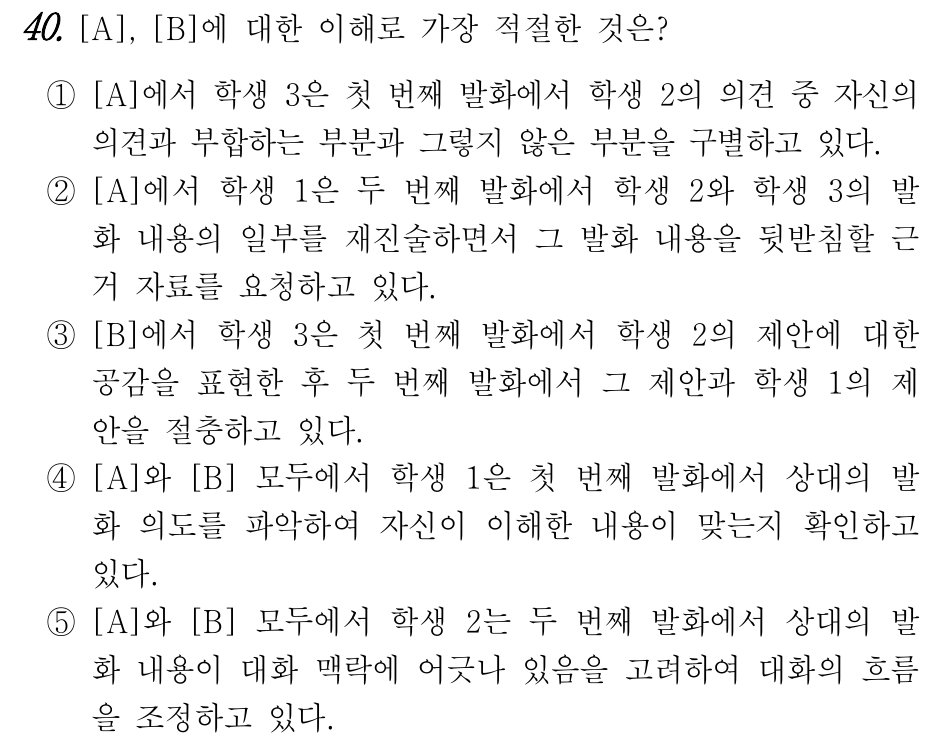 40. [A], [B]에 대한 이해로 가장 적절한 것은?
① [A]에서 학생 3은 첫 번째 발화에서 학생 2의 의견 중 자신의
의견과 부합하는 부분과 그렇지 않은 부분을 구별하고 있다.
② [A]에서 학생 1은 두 번째 발화에서 학생 2와 학생 3의 발
화 내용의 일부를 재진술하면서 그 발화 내용을 뒷받침할 근
거 자료를 요청하고 있다.
③ [B]에서 학생 3은 첫 번째 발화에서 학생 2의 제안에 대한
공감을 표현한 후 두 번째 발화에서 그 제안과 학생 1의 제
안을 절충하고 있다.
④ [A]와 [B] 모두에서 학생 1은 첫 번째 발화에서 상대의 발
화 의도를 파악하여 자신이 이해한 내용이 맞는지 확인하고
있다.
⑤ [A]와 [B] 모두에서 학생 2는 두 번째 발화에서 상대의 발
화 내용이 대화 맥락에 어긋나 있음을 고려하여 대화의 흐름
을 조정하고 있다.